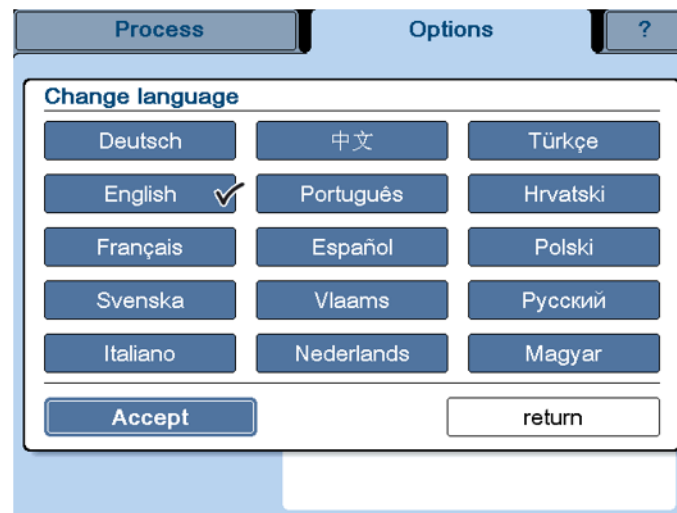 Process Options ?
Change language
Deutsch 中文 Türkçe
English Português Hrvatski
Français Español Polski
Svenska Vlaams Русский
Italiano Nederlands Magyar
Accept return